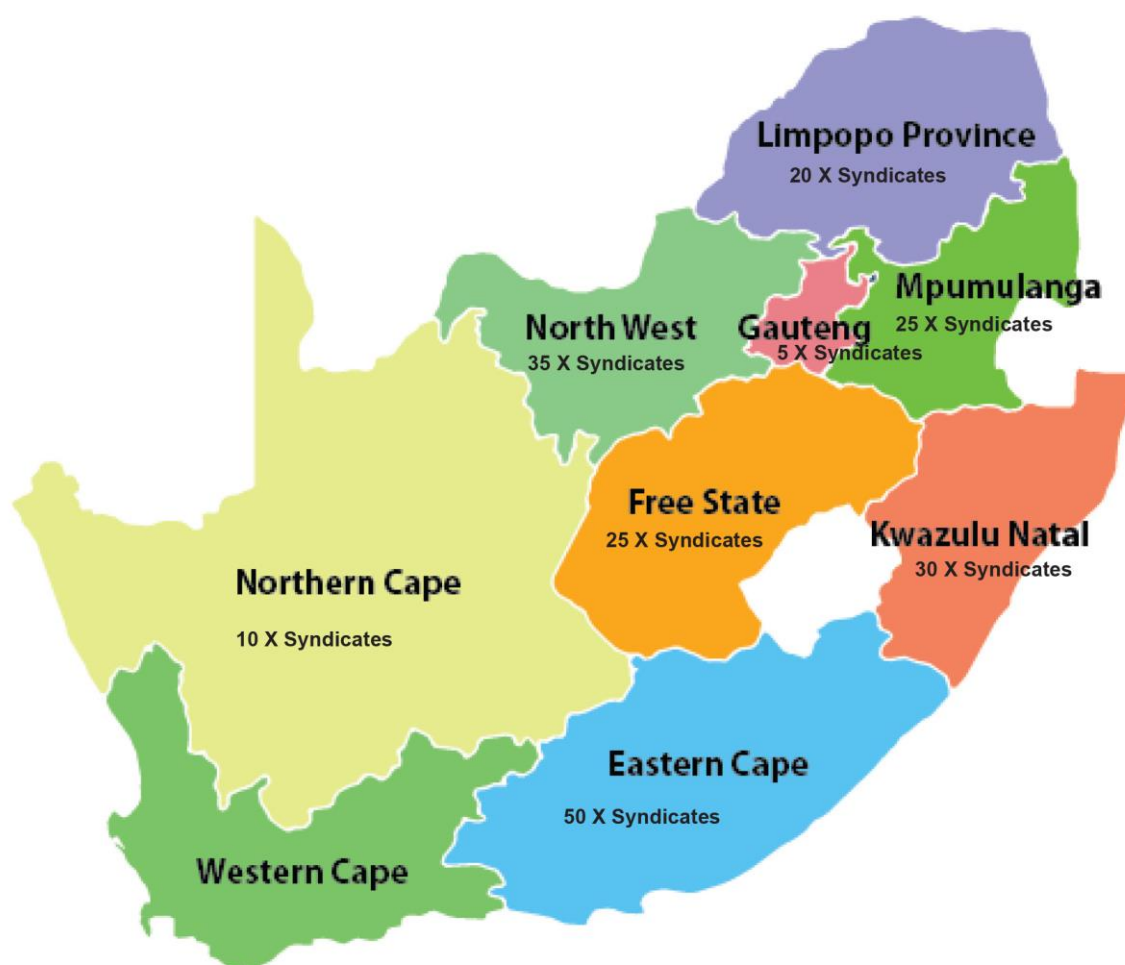 Limpopo Province
20 X Syndicates
Mpumulanga
25 X Syndicates
North West
35 X Syndicates
Gauteng
5 X Syndicates
Free State
25 X Syndicates
Kwazulu Natal
30 X Syndicates
Northern Cape
10 X Syndicates
Eastern Cape
50 X Syndicates
Western Cape